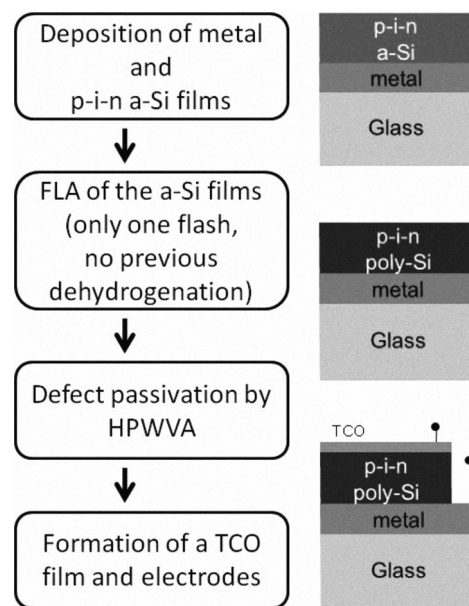 Deposition of metal
and
p-i-n a-Si films
p-i-n
a-Si
metal
Glass
FLA of the a-Si films
(only one flash,
no previous
dehydrogenation)
p-i-n
poly-Si
metal
Glass
Defect passivation by
HPWVA
Formation of a TCO
film and electrodes
TCO
p-i-n
poly-Si
metal
Glass